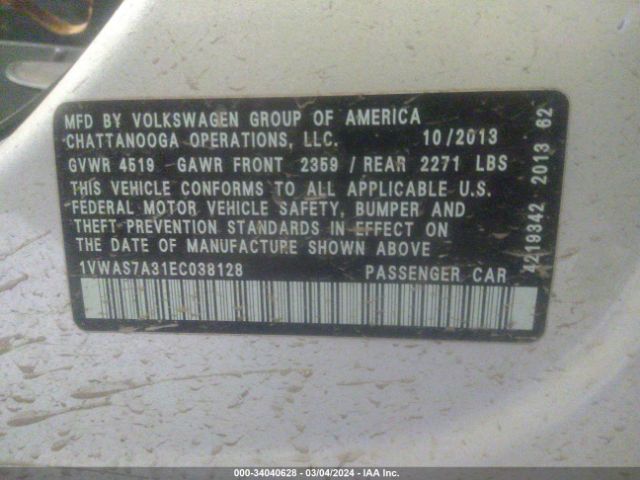 MFD BY VOLKSWAGEN GROUP OF AMERICA
CHATTANOOGA OPERATIONS, LLC. 10/2013
GVWR 4519 GAWR FRONT 2359 / REAR 2271 LBS
THIS VEHICLE CONFORMS TO ALL APPLICABLE U.S.
FEDERAL MOTOR VEHICLE SAFETY, BUMPER AND
THEFT PREVENTION STANDARDS IN EFFECT ON
THE DATE OF MANUFACTURE SHOWN ABOVE
1VWAS7A31EC038128 PASSENGER CAR
4219342 2013 62
000-34040628 - 03/04/2024 - IAA Inc.